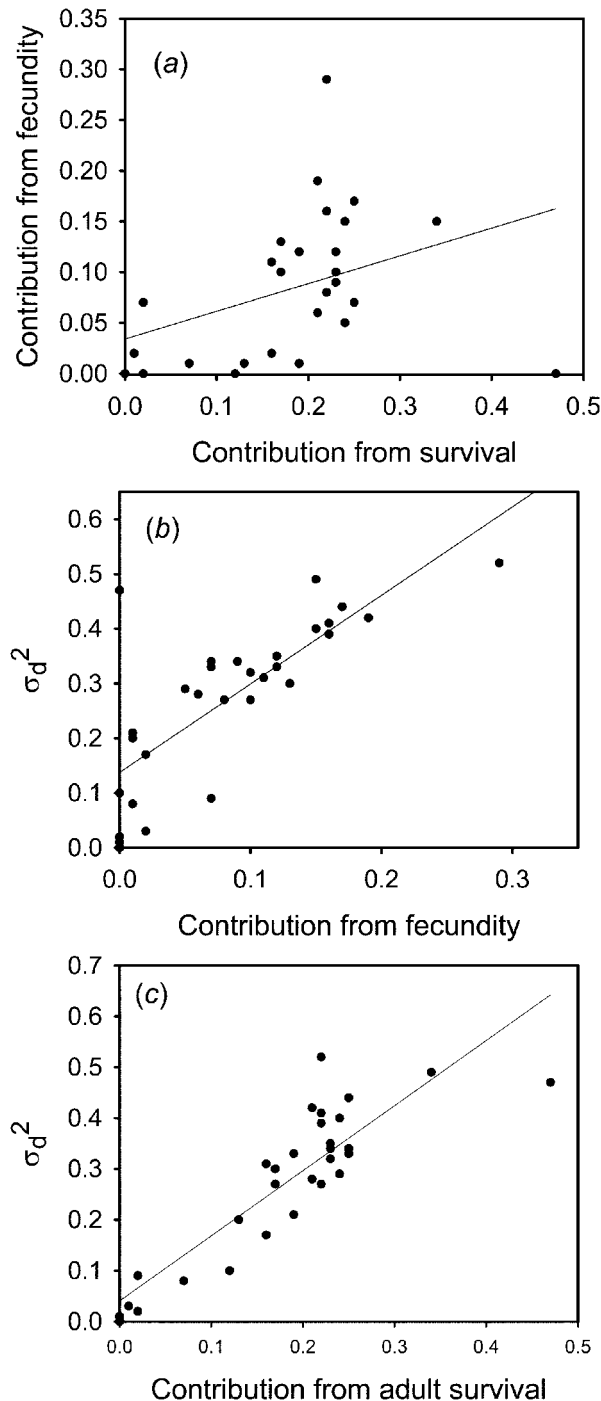 (a)
Contribution from fecundity
0.35
0.30
0.25
0.20
0.15
0.10
0.05
0.00
0.0 0.1 0.2 0.3 0.4 0.5
Contribution from survival
(b)
σd2
0.6
0.5
0.4
0.3
0.2
0.1
0.0
0.0 0.1 0.2 0.3
Contribution from fecundity
(c)
σd2
0.7
0.6
0.5
0.4
0.3
0.2
0.1
0.0
0.0 0.1 0.2 0.3 0.4 0.5
Contribution from adult survival